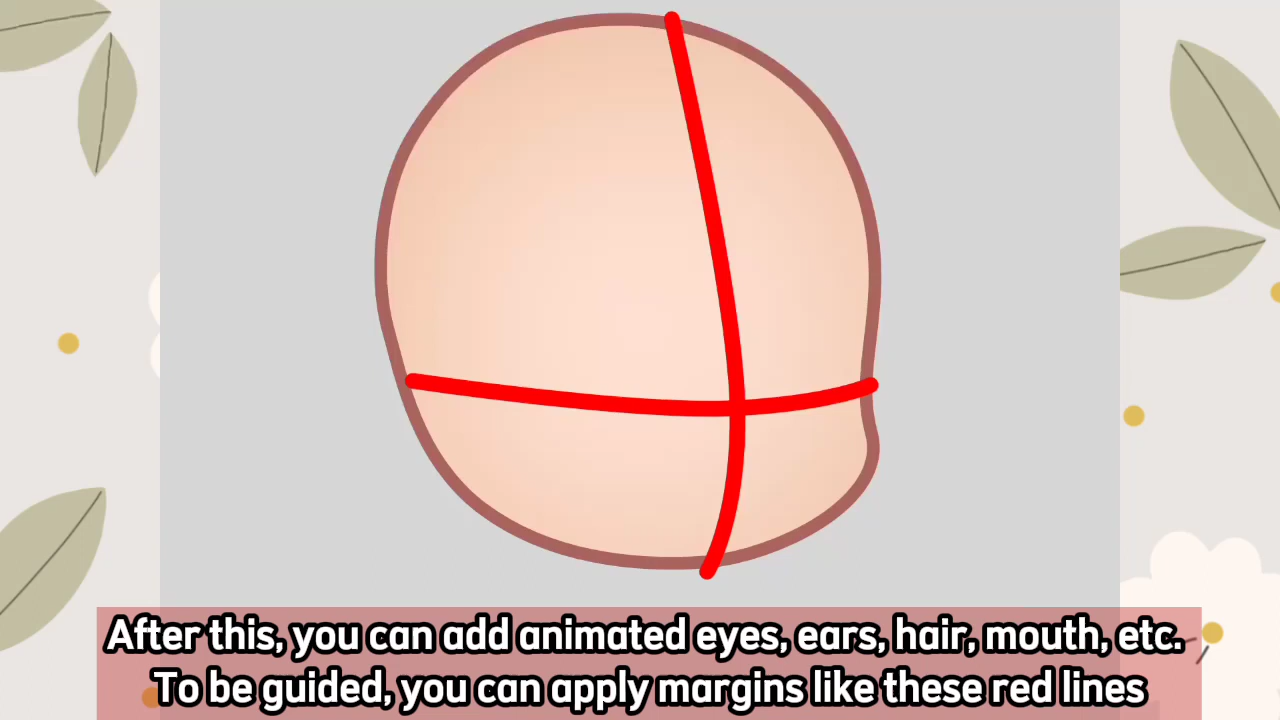 After this, you can add animated eyes, ears, hair, mouth, etc.
To be guided, you can apply margins like these red lines